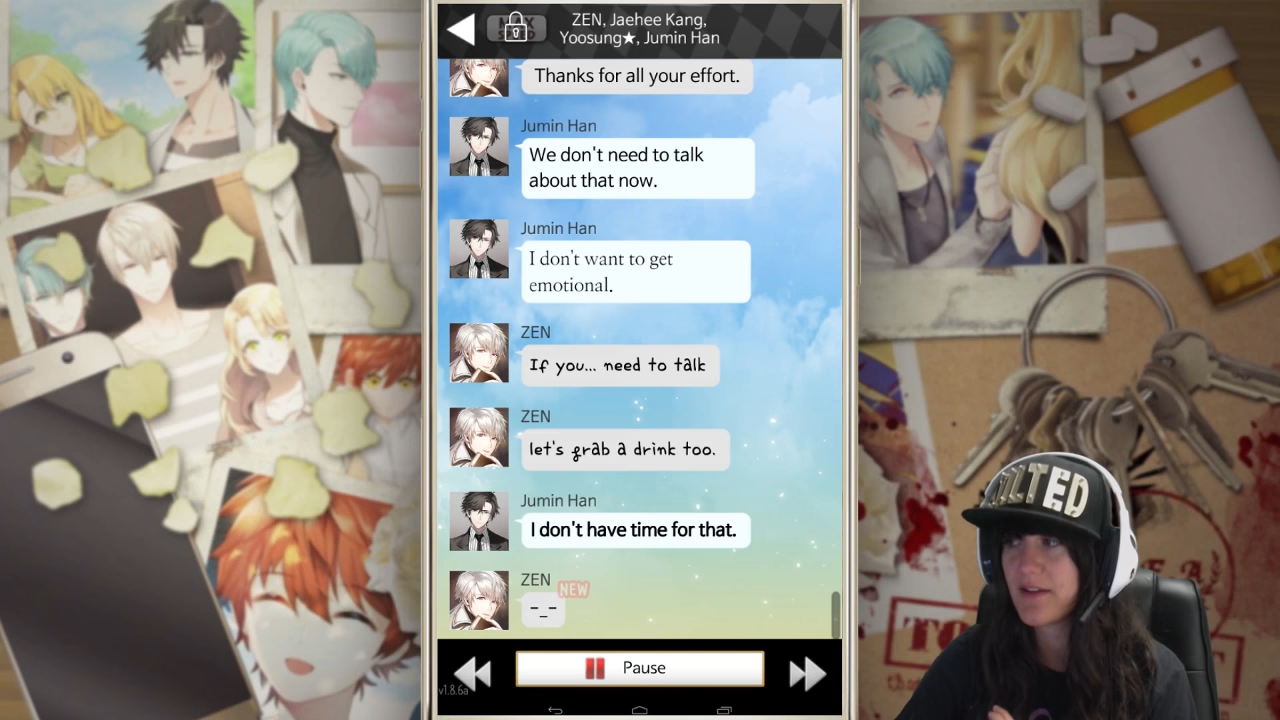 ZEN, Jaehee Kang,
Yoosung★, Jumin Han
Thanks for all your effort.
Jumin Han
We don't need to talk
about that now.
Jumin Han
I don't want to get
emotional.
ZEN
If you... need to talk
ZEN
let's grab a drink too.
Jumin Han
I don't have time for that.
ZEN
NEW
-_-
Pause
v1.8.6a